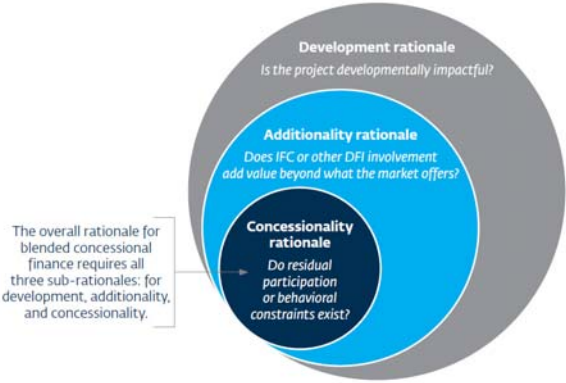 Development rationale
Is the project developmentally impactful?
Additionality rationale
Does IFC or other DFI involvement
add value beyond what the market offers?
Concessionality
rationale
Do residual
participation
or behavioral
constraints exist?
The overall rationale for
blended concessional
finance requires all
three sub-rationales: for
development, additionality,
and concessionality.